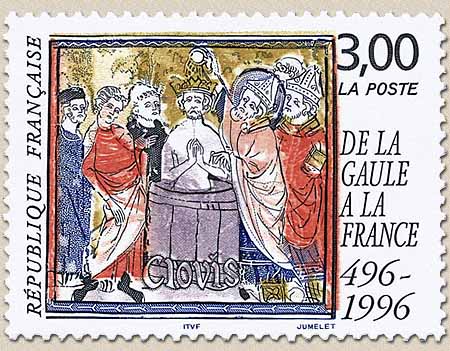 RÉPUBLIQUE FRANÇAISE
3,00
LA POSTE
DE LA
GAULE
A LA
FRANCE
496-
1996
Clovis
ITVF
JUMELET